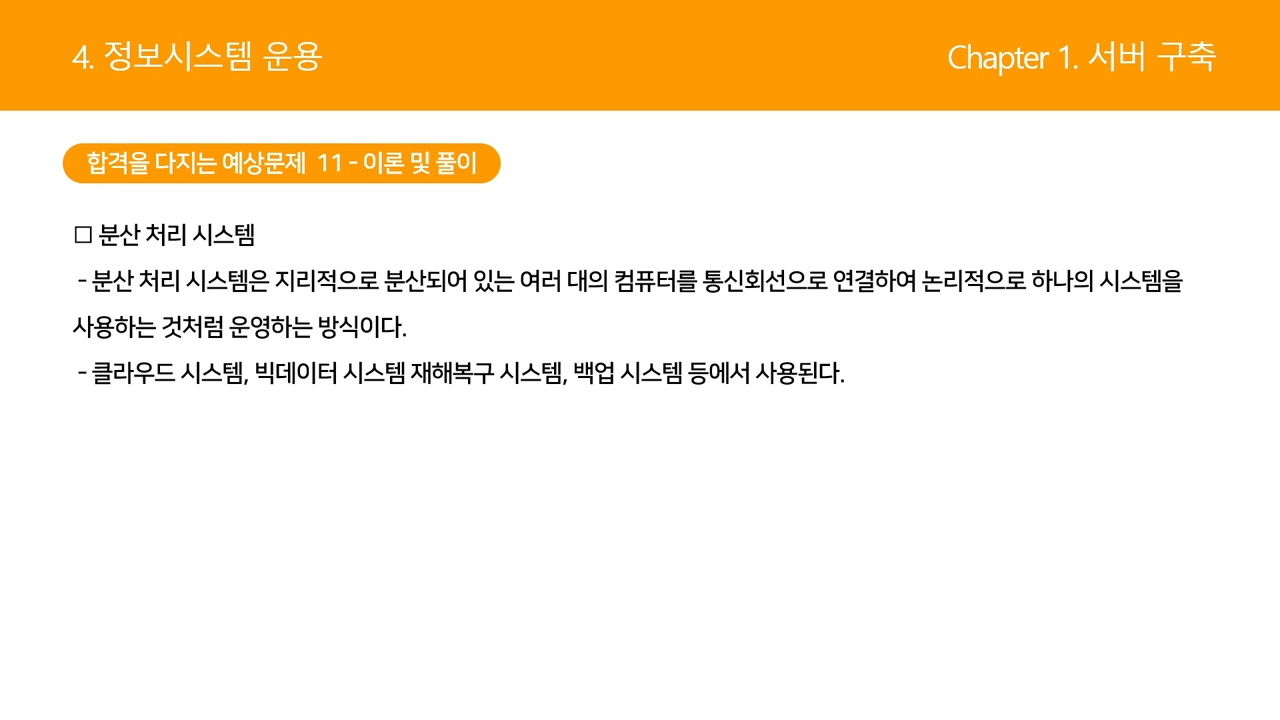 4. 정보시스템 운용
Chapter 1. 서버 구축
합격을 다지는 예상문제 11 - 이론 및 풀이
□ 분산 처리 시스템
- 분산 처리 시스템은 지리적으로 분산되어 있는 여러 대의 컴퓨터를 통신회선으로 연결하여 논리적으로 하나의 시스템을
사용하는 것처럼 운영하는 방식이다.
- 클라우드 시스템, 빅데이터 시스템 재해복구 시스템, 백업 시스템 등에서 사용된다.